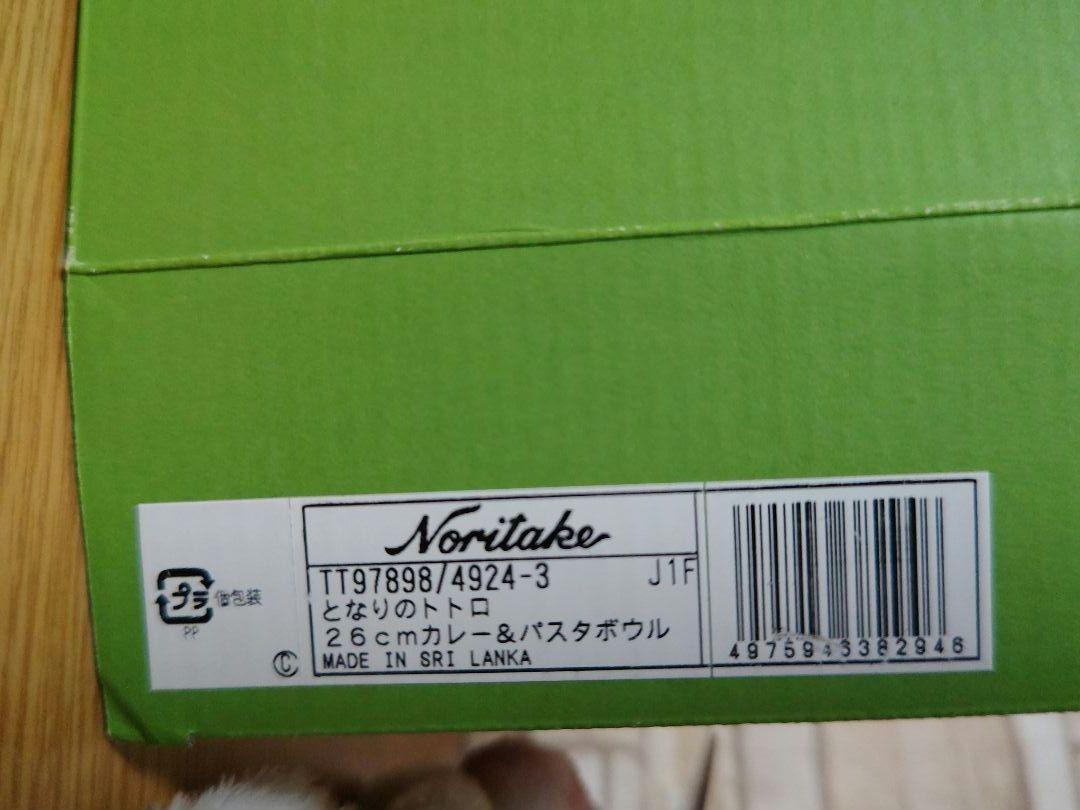 Noritake
TT97898/4924-3 J1F
となりのトトロ
26cmカレー&パスタボウル
MADE IN SRI LANKA
プラ
個包装
PP
Ⓒ